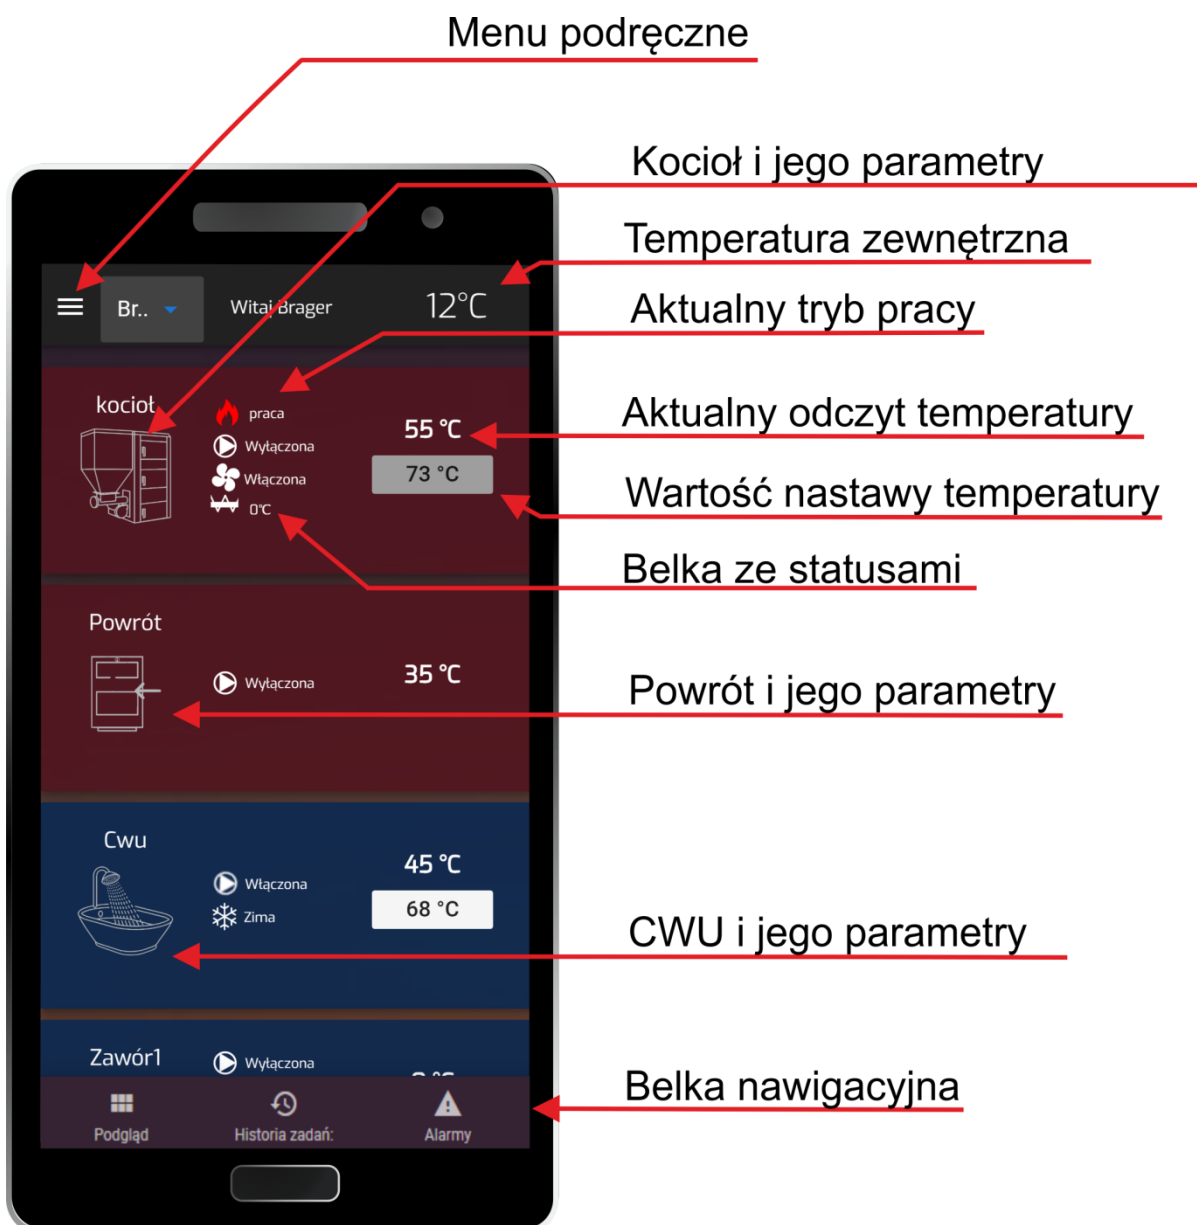 Menu podręczne
Kocioł i jego parametry
Temperatura zewnętrzna
Aktualny tryb pracy
Aktualny odczyt temperatury
Wartość nastawy temperatury
Belka ze statusami
Powrót i jego parametry
CWU i jego parametry
Belka nawigacyjna
Br..
Witaj Brager
12°C
kocioł
praca
Wyłączona
Włączona
0℃
55 °C
73 °C
Powrót
Wyłączona
35 °C
Cwu
Włączona
Zima
45 °C
68 °C
Zawór1
Wyłączona
Podgląd
Historia zadań:
Alarmy